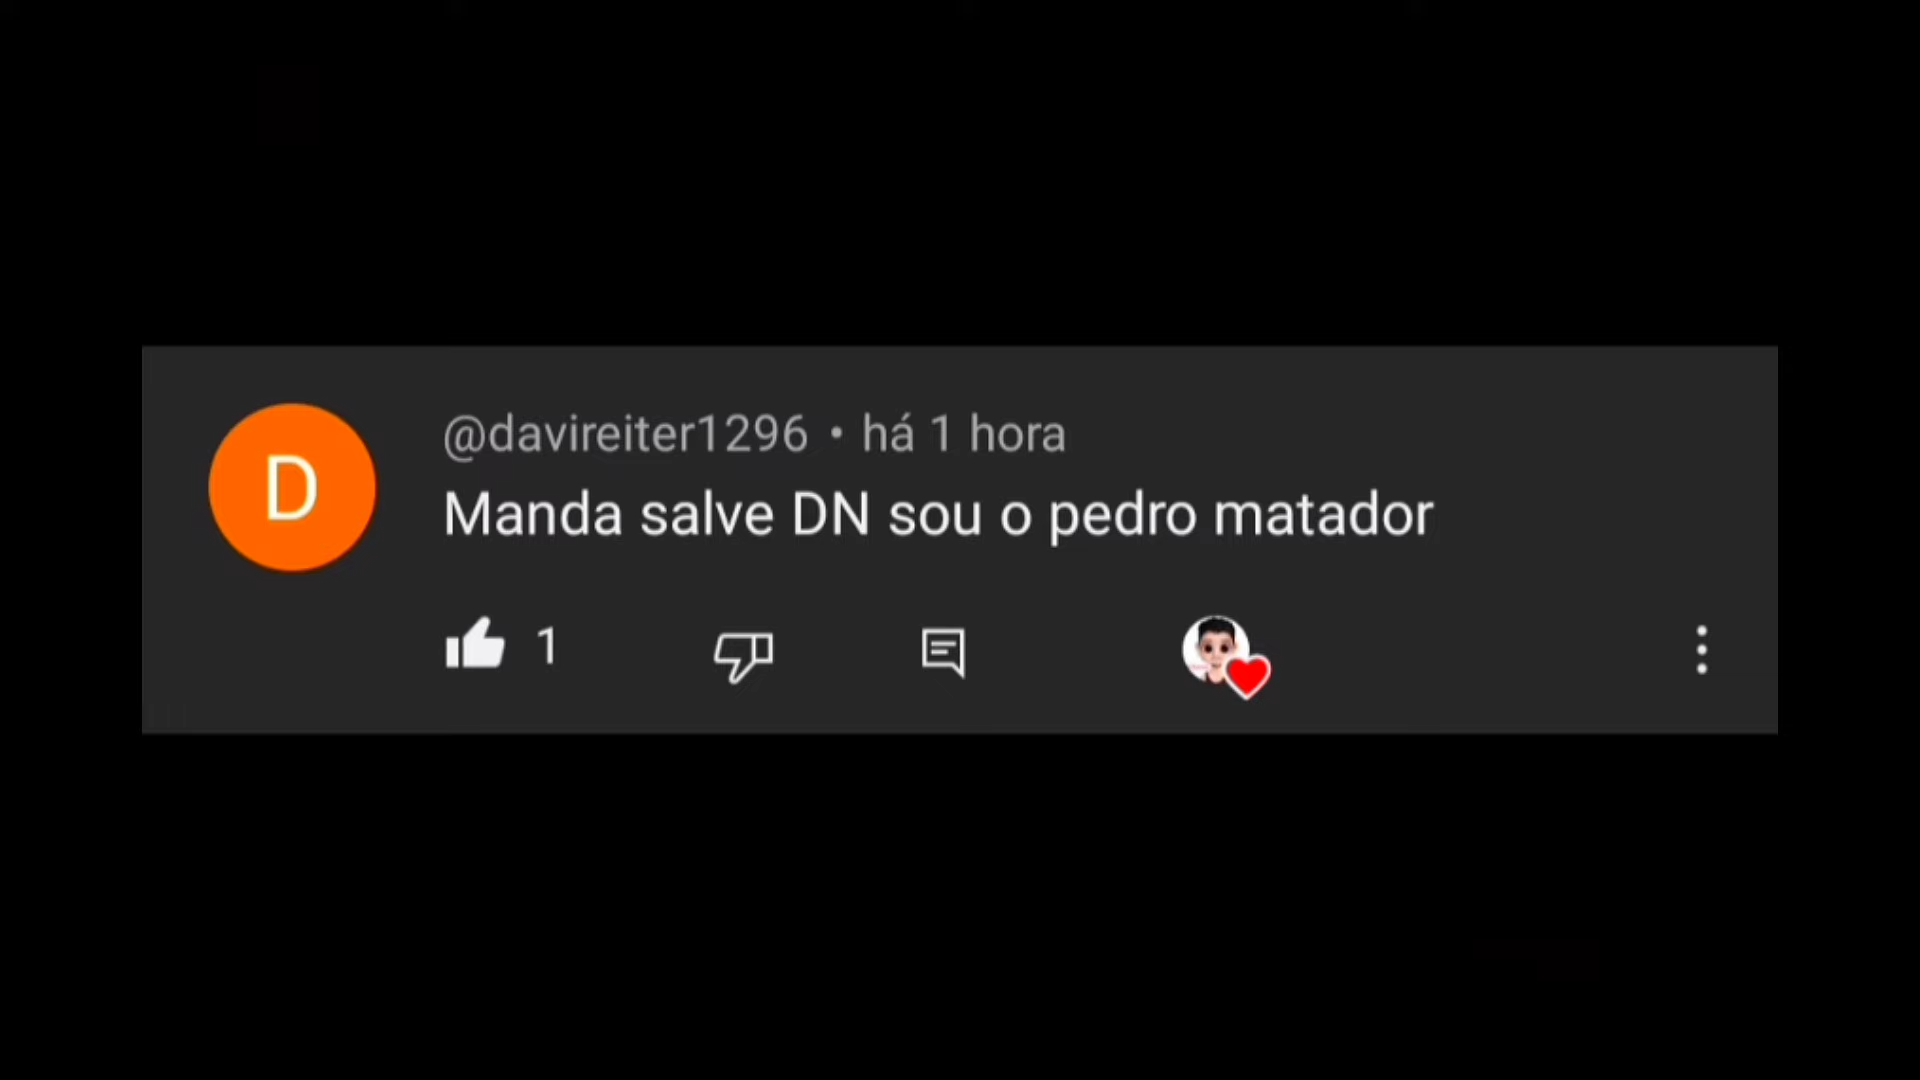 D
@davireiter1296 • há 1 hora
Manda salve DN sou o pedro matador
1